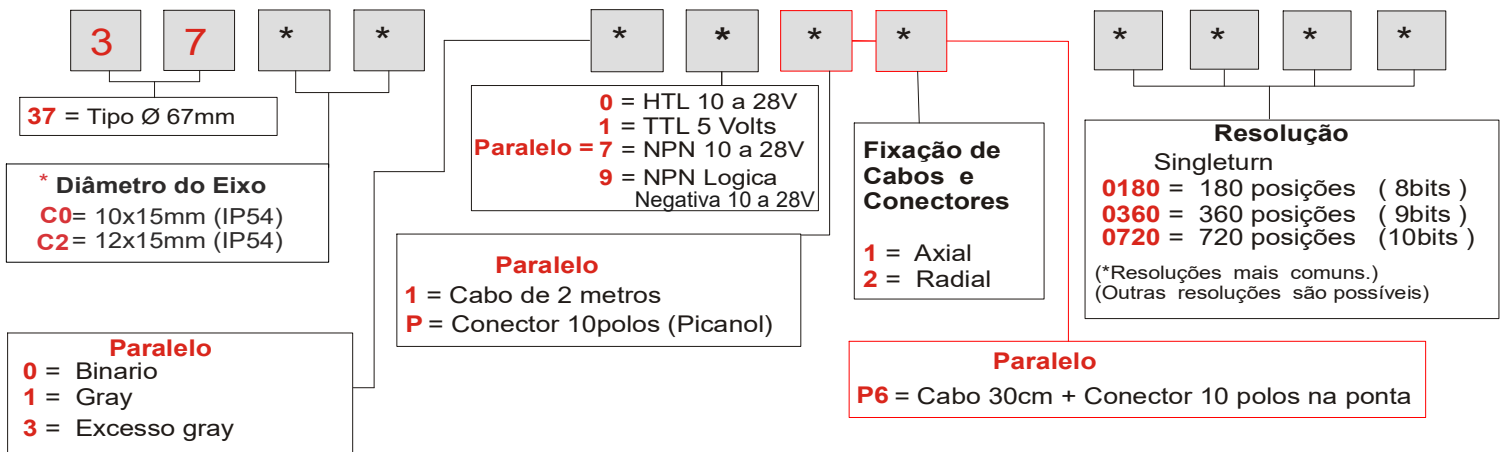 3 7 * * * * * * * * * *
37 = Tipo Ø 67mm
* Diâmetro do Eixo
C0= 10x15mm (IP54)
C2= 12x15mm (IP54)
Paralelo
0 = Binario
1 = Gray
3 = Excesso gray
0 = HTL 10 a 28V
1 = TTL 5 Volts
Paralelo = 7 = NPN 10 a 28V
9 = NPN Logica
Negativa 10 a 28V
Paralelo
1 = Cabo de 2 metros
P = Conector 10polos (Picanol)
Fixação de
Cabos e
Conectores
1 = Axial
2 = Radial
Paralelo
P6 = Cabo 30cm + Conector 10 polos na ponta
Resolução
Singleturn
0180 = 180 posições ( 8bits )
0360 = 360 posições ( 9bits )
0720 = 720 posições (10bits )
(*Resoluções mais comuns.)
(Outras resoluções são possíveis)